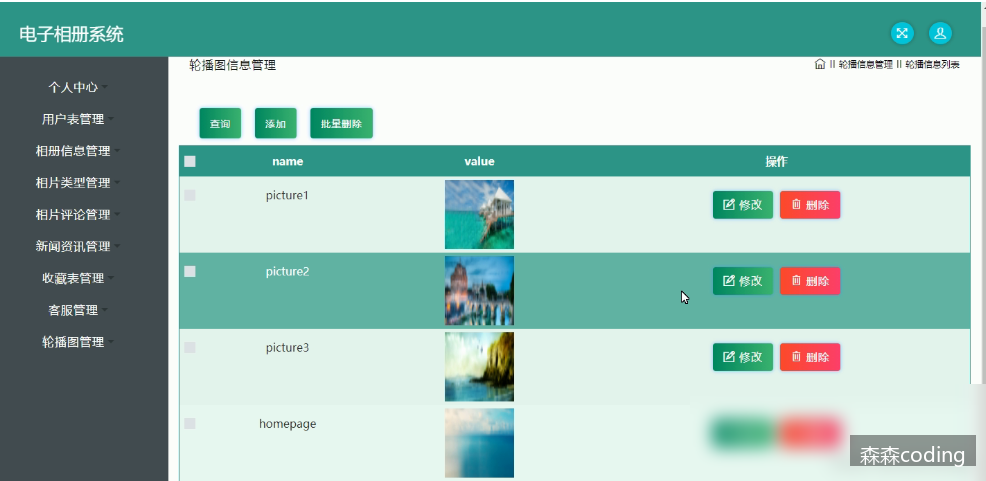 电子相册系统
个人中心
用户表管理
相册信息管理
相片类型管理
相片评论管理
新闻资讯管理
收藏表管理
客服管理
轮播图管理
轮播图信息管理
轮播信息管理 II 轮播信息列表
查询 添加 批量删除
name value 操作
picture1 修改 删除
picture2 修改 删除
picture3 修改 删除
homepage
森森coding